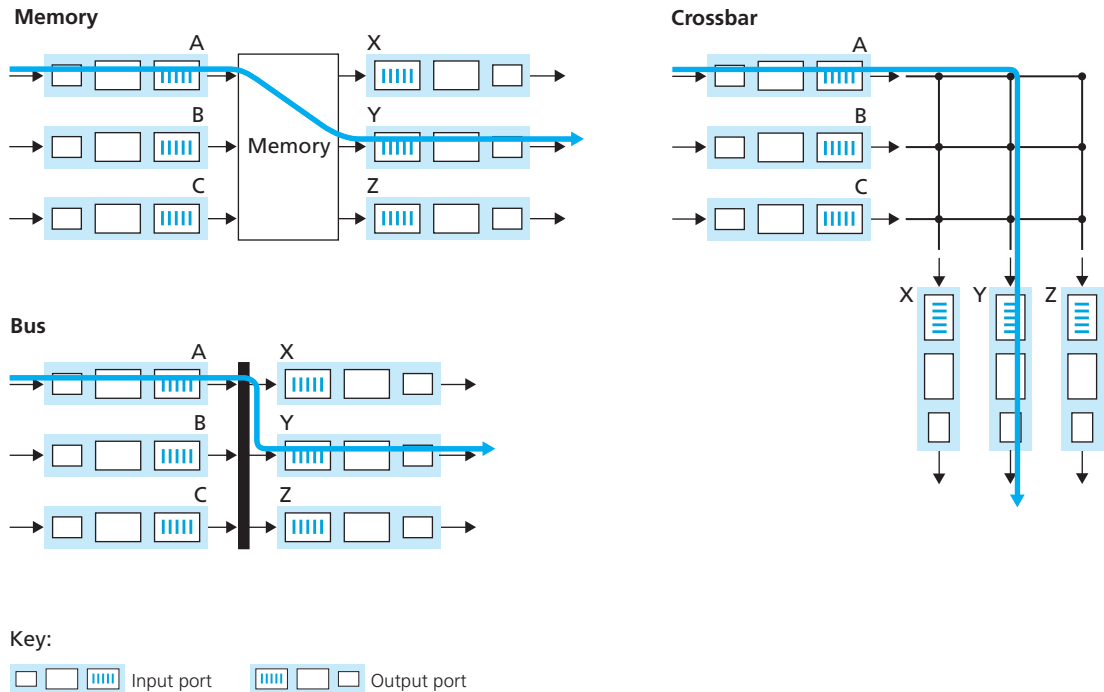 Memory
A
X
B
Y
Memory
C
Z
Crossbar
A
B
C
X
Y
Z
Bus
A
X
B
Y
C
Z
Key:
Input port
Output port